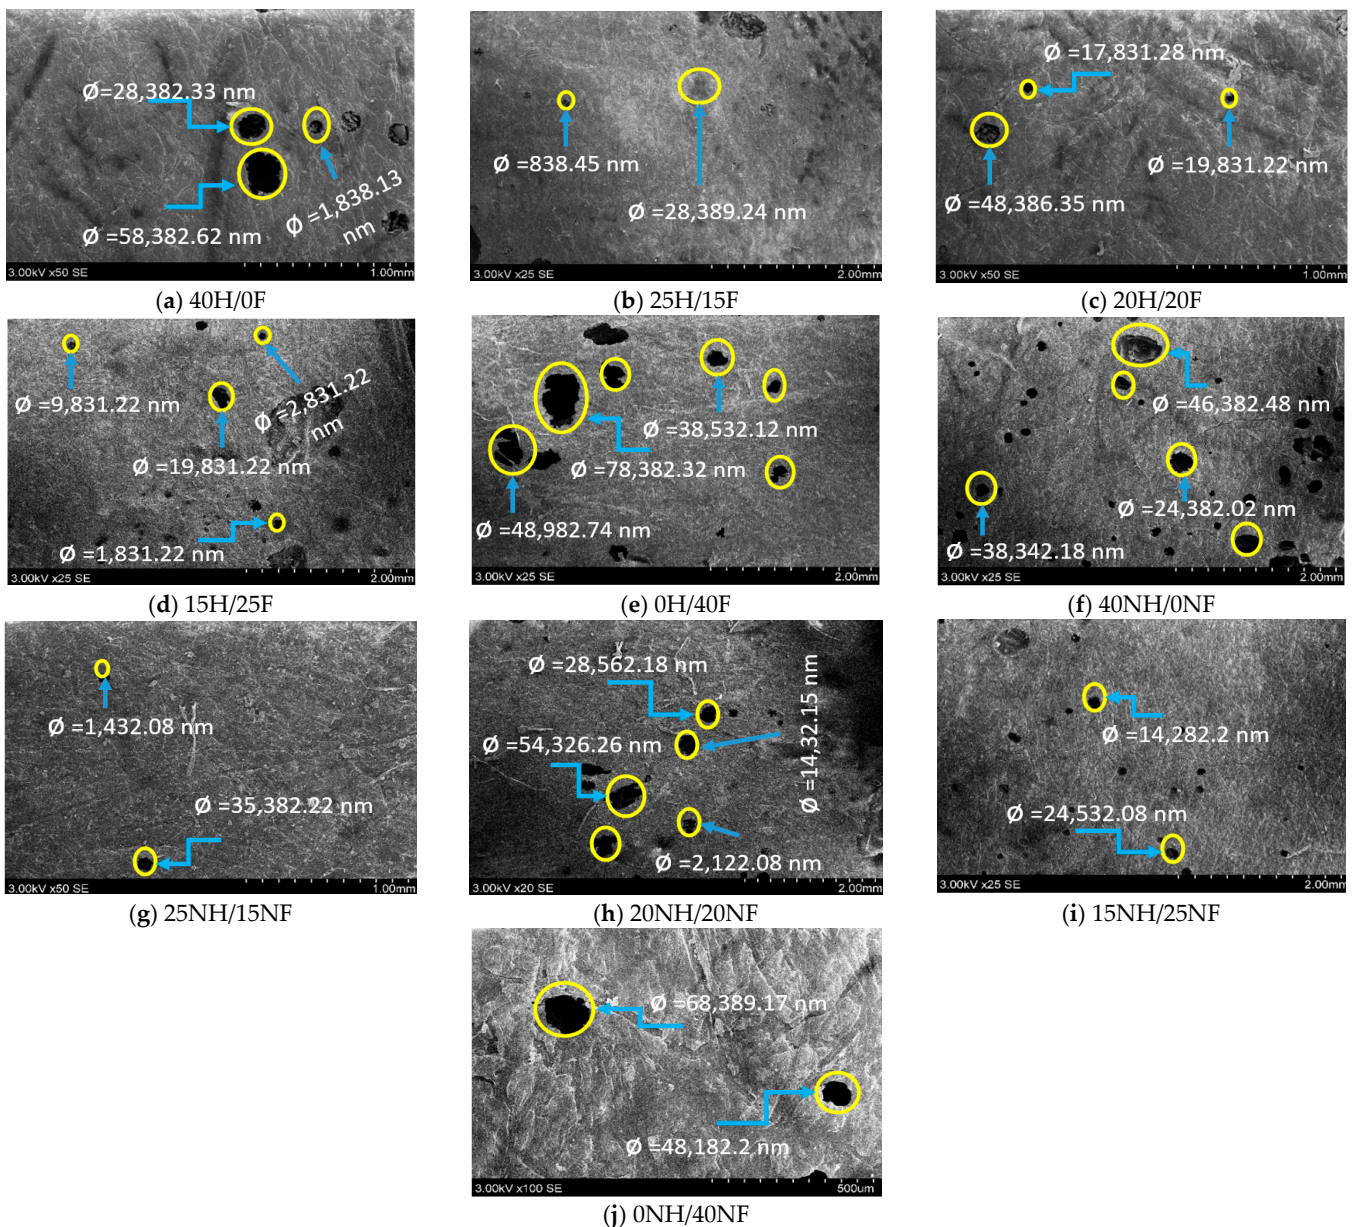 Ø=28,382.33 nm
Ø =58,382.62 nm
Ø =1,838.13
nm
3.00kV x50 SE 1.00mm
(a) 40H/0F
Ø =838.45 nm
Ø =28,389.24 nm
3.00kV x25 SE 2.00mm
(b) 25H/15F
Ø =17,831.28 nm
Ø =19,831.22 nm
Ø =48,386.35 nm
3.00kV x50 SE 1.00mm
(c) 20H/20F
Ø =9,831.22 nm
Ø =2,831.22
nm
Ø =19,831.22 nm
Ø =1,831.22 nm
3.00kV x25 SE 2.00mm
(d) 15H/25F
Ø =38,532.12 nm
Ø =78,382.32 nm
Ø =48,982.74 nm
3.00kV x25 SE 2.00mm
(e) 0H/40F
Ø =46,382.48 nm
Ø =24,382.02 nm
Ø =38,342.18 nm
3.00kV x25 SE 2.00mm
(f) 40NH/0NF
Ø =1,432.08 nm
Ø =35,382.22 nm
3.00kV x50 SE 1.00mm
(g) 25NH/15NF
Ø =28,562.18 nm
Ø =14,32.15 nm
Ø =54,326.26 nm
Ø =2,122.08 nm
3.00kV x20 SE 2.00mm
(h) 20NH/20NF
Ø =14,282.2 nm
Ø =24,532.08 nm
3.00kV x25 SE 2.00mm
(i) 15NH/25NF
Ø =68,389.17 nm
Ø =48,182.2 nm
3.00kV x100 SE 500um
(j) 0NH/40NF